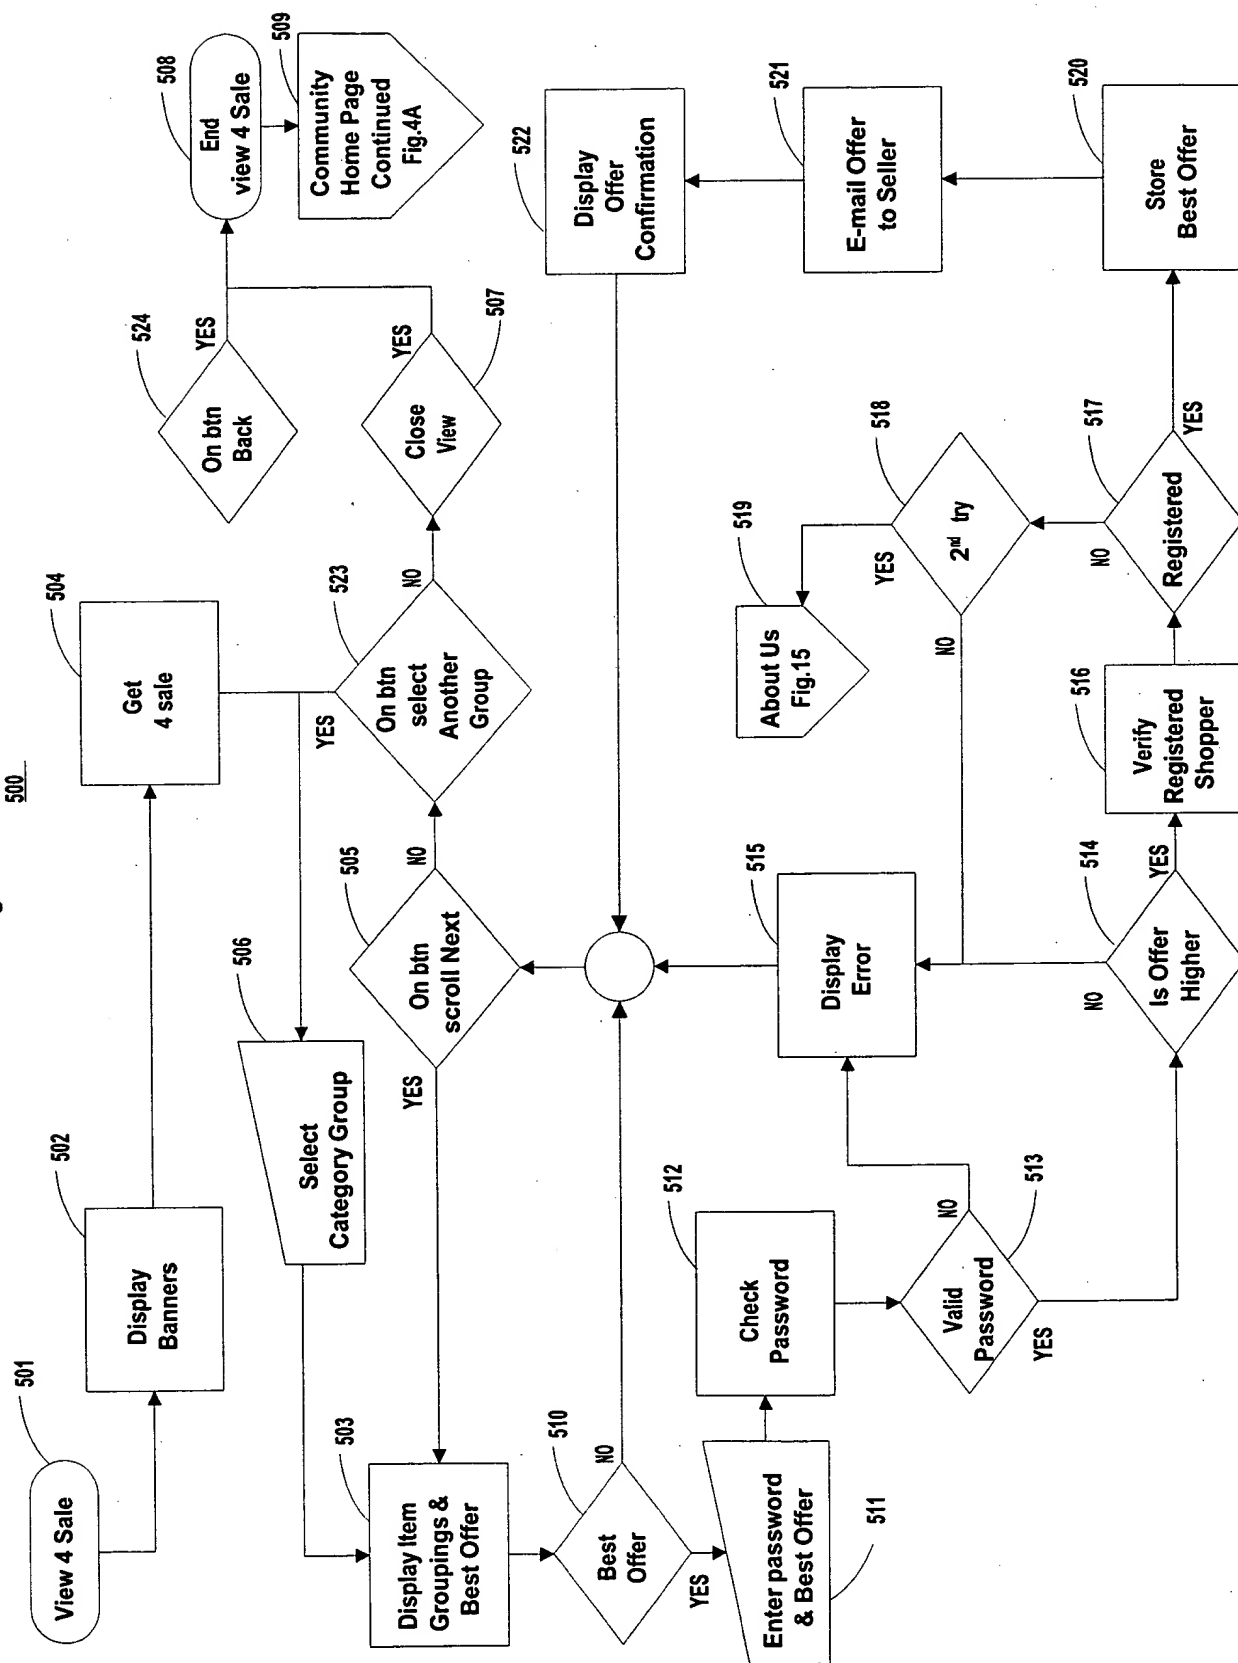 500
501
View 4 Sale
502
Display
Banners
504
Get
4 sale
524
On btn
Back
YES
508
End
view 4 Sale
509
Community
Home Page
Continued
Fig.4A
506
Select
Category Group
503
Display Item
Groupings &
Best Offer
505
On btn
scroll Next
YES
NO
523
On btn
select
Another
Group
YES
NO
507
Close
View
YES
510
Best
Offer
NO
YES
511
Enter password
& Best Offer
512
Check
Password
513
Valid
Password
NO
YES
515
Display
Error
514
Is Offer
Higher
NO
YES
516
Verify
Registered
Shopper
517
Registered
NO
YES
518
2nd try
YES
NO
519
About Us
Fig.15
520
Store
Best Offer
521
E-mail Offer
to Seller
522
Display
Offer
Confirmation